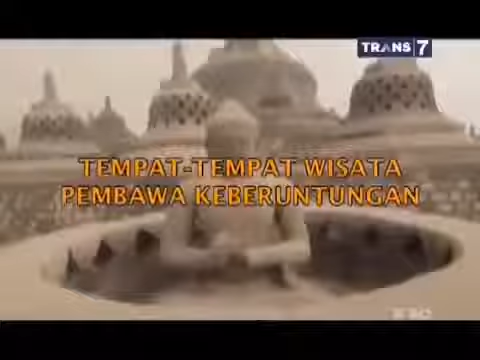 TRANS 7
TEMPAT-TEMPAT WISATA
PEMBAWA KEBERUNTUNGAN